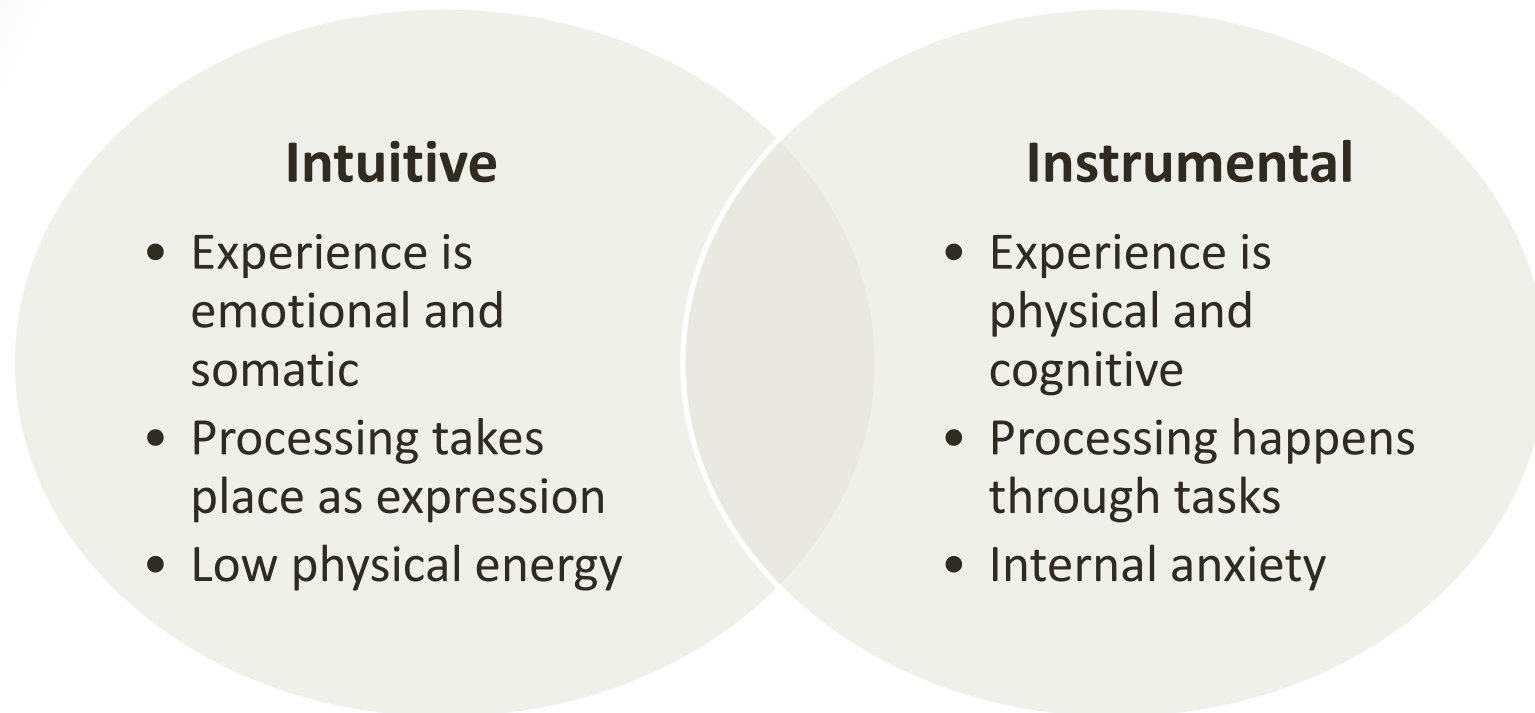 Intuitive
• Experience is
emotional and
somatic
• Processing takes
place as expression
• Low physical energy
Instrumental
• Experience is
physical and
cognitive
• Processing happens
through tasks
• Internal anxiety